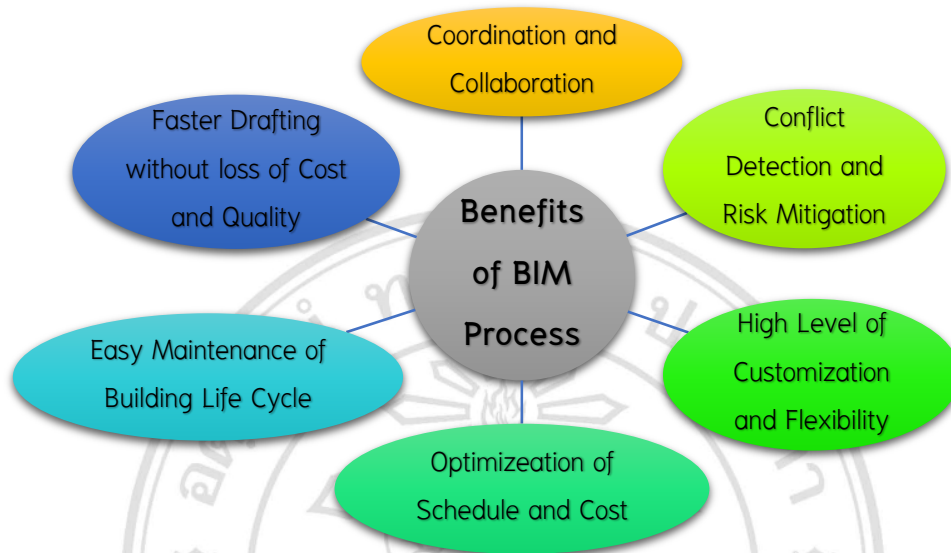 Coordination and
Collaboration
Faster Drafting
without loss of Cost
and Quality
Conflict
Detection and
Risk Mitigation
Benefits
of BIM
Process
Easy Maintenance of
Building Life Cycle
High Level of
Customization
and Flexibility
Optimizeation of
Schedule and Cost